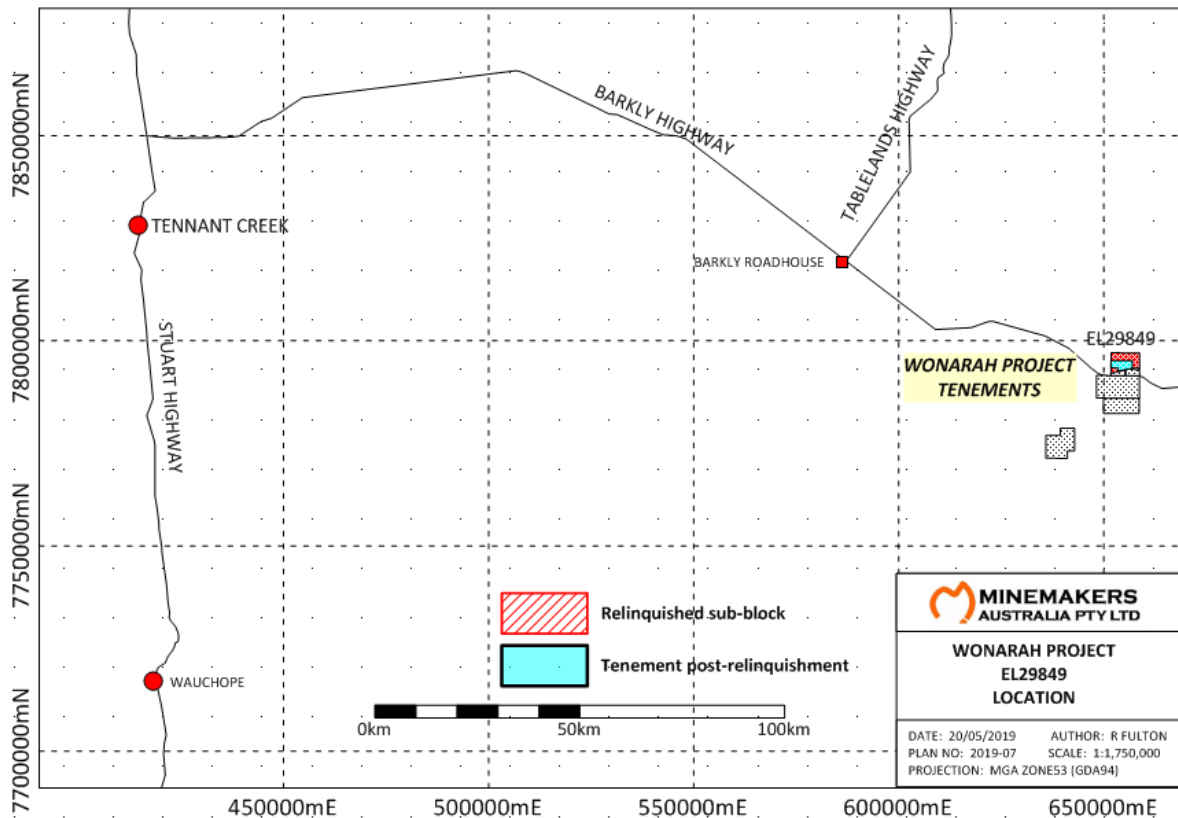 7850000mN
7800000mN
7750000mN
7700000mN
BARKLY HIGHWAY
TABLELANDS HIGHWAY
TENNANT CREEK
BARKLY ROADHOUSE
STUART HIGHWAY
EL29849
WONARAH PROJECT
TENEMENTS
WAUCHOPE
Relinquished sub-block
Tenement post-relinquishment
0km 50km 100km
MINEMAKERS
AUSTRALIA PTY LTD
WONARAH PROJECT
EL29849
LOCATION
DATE: 20/05/2019 AUTHOR: R FULTON
PLAN NO: 2019-07 SCALE: 1:1,750,000
PROJECTION: MGA ZONE53 (GDA94)
450000mE 500000mE 550000mE 600000mE 650000mE